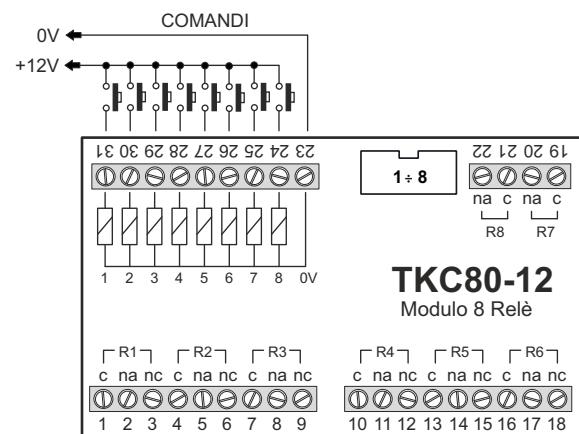 COMANDI
0V
+12V
31 30 29 28 27 26 25 24 23
22 21 20 19
1÷8
na c na c
R8 R7
1 2 3 4 5 6 7 8 0V
TKC80-12
Modulo 8 Relè
R1 R2 R3 R4 R5 R6
c na nc c na nc c na nc c na nc c na nc c na nc
1 2 3 4 5 6 7 8 9 10 11 12 13 14 15 16 17 18